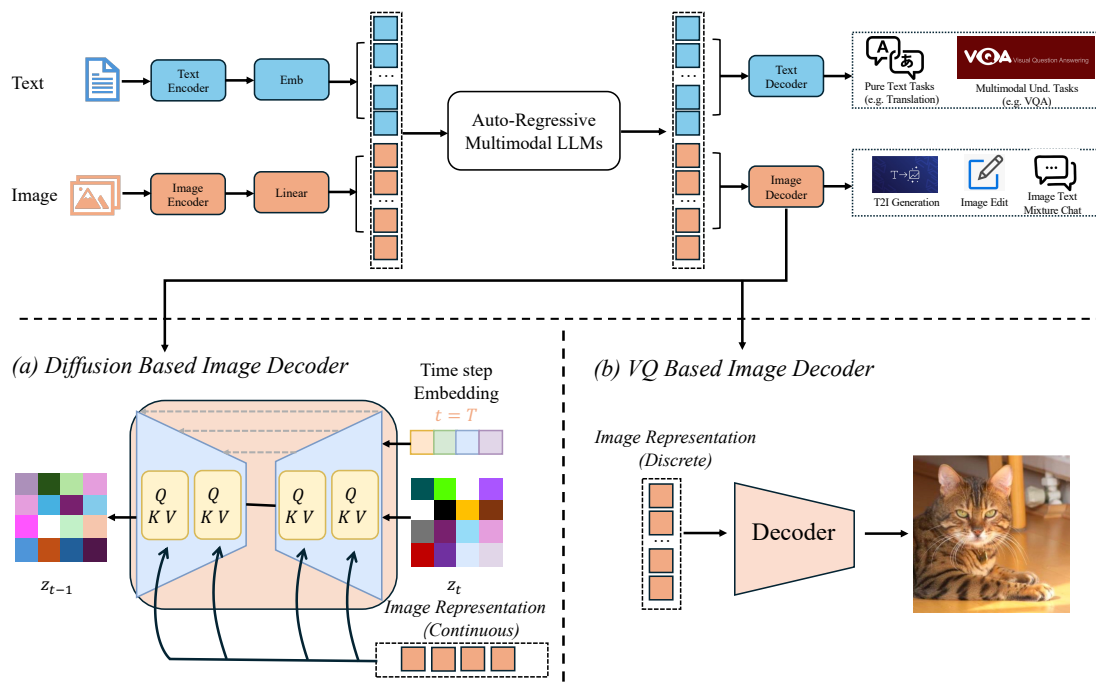 Text
Text
Encoder
Emb
...
...
Auto-Regressive
Multimodal LLMs
...
...
Text
Decoder
A
あ
Pure Text Tasks
(e.g. Translation)
VQA Visual Question Answering
Multimodal Und. Tasks
(e.g. VQA)
Image
Image
Encoder
Linear
Image
Decoder
T→
T2I Generation
Image Edit
Image Text
Mixture Chat
(a) Diffusion Based Image Decoder
Time step
Embedding
t = T
Q
K V
Q
K V
Q
K V
Q
K V
z_{t−1}
z_t
Image Representation
(Continuous)
(b) VQ Based Image Decoder
Image Representation
(Discrete)
...
Decoder